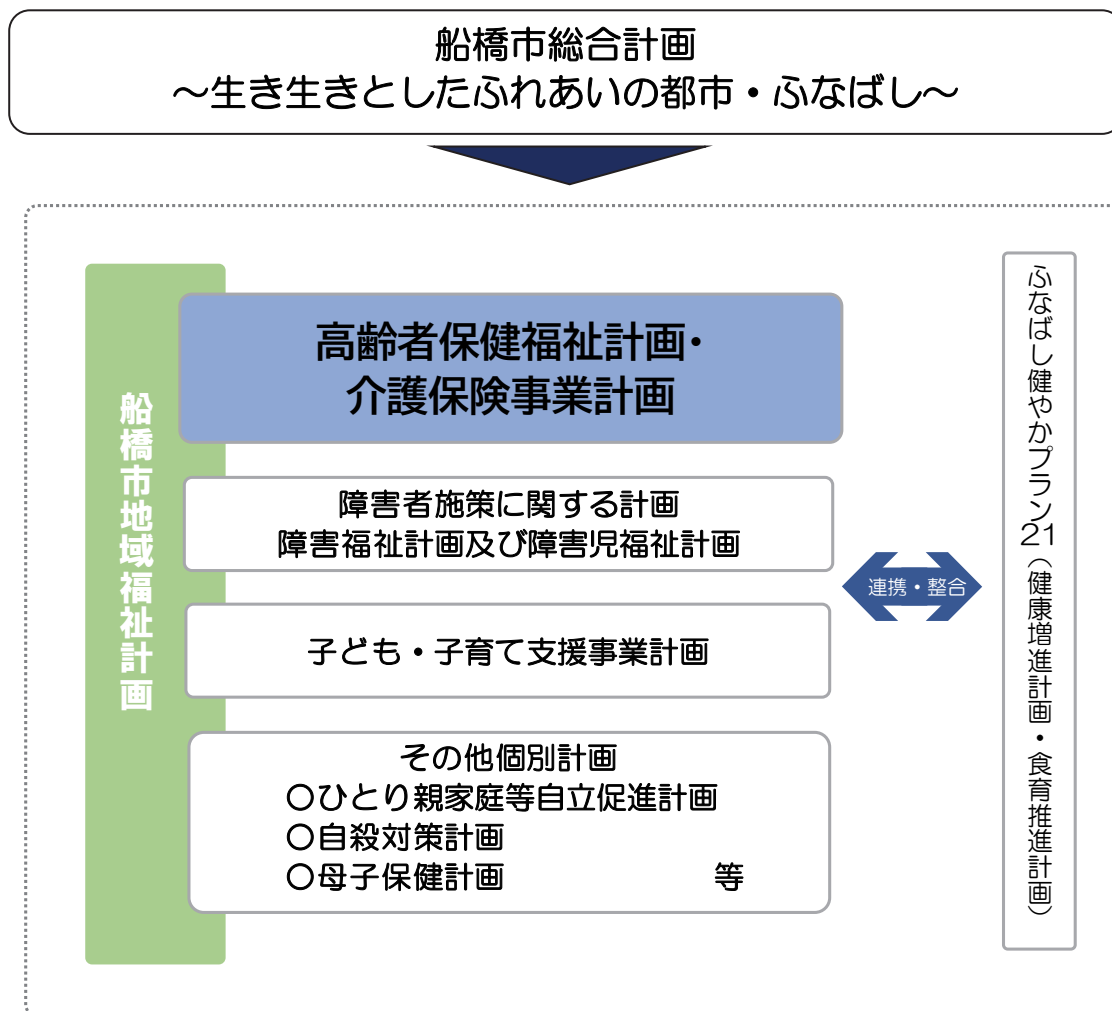 船橋市総合計画
～生き生きとしたふれあいの都市・ふなばし～
船橋市地域福祉計画
高齢者保健福祉計画・
介護保険事業計画
障害者施策に関する計画
障害福祉計画及び障害児福祉計画
子ども・子育て支援事業計画
その他個別計画
〇ひとり親家庭等自立促進計画
〇自殺対策計画
〇母子保健計画　等
連携・整合
ふなばし健やかプラン21（健康増進計画・食育推進計画）